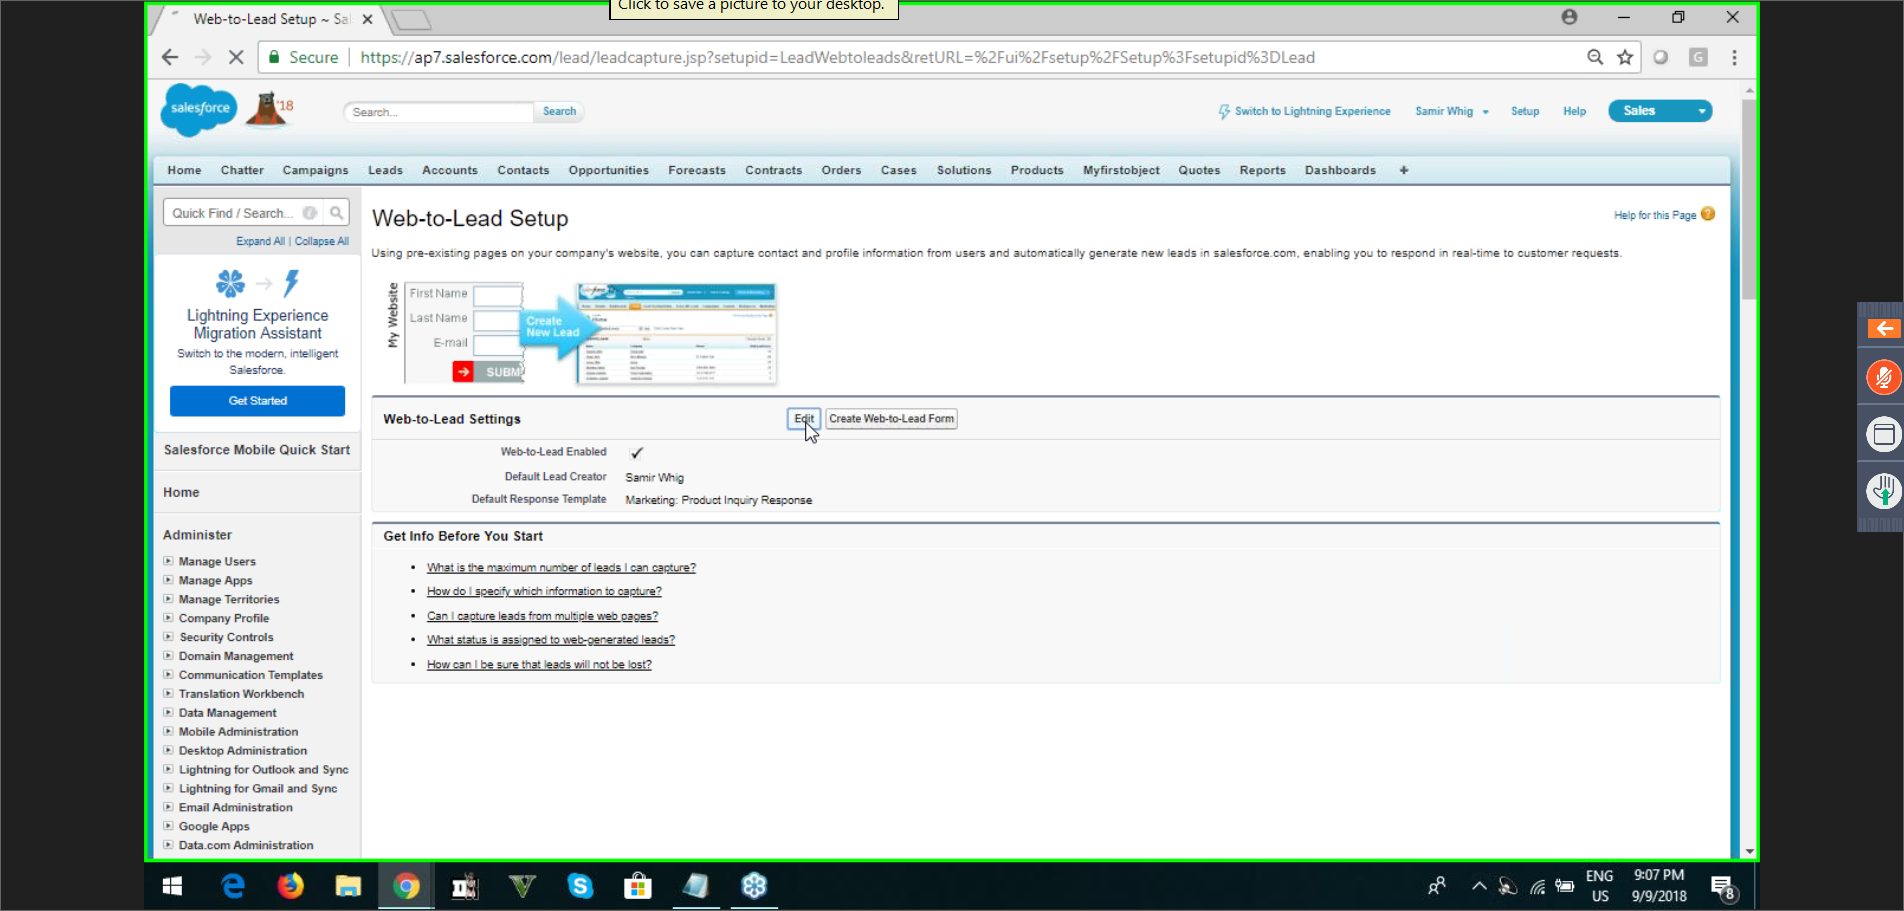 Click to save a picture to your desktop.
Web-to-Lead Setup ~ Sal
Secure
https://ap7.salesforce.com/lead/leadcapture.jsp?setupid=LeadWebtoleads&retURL=%2Fui%2Fsetup%2FSetup%3Fsetupid%3DLead
G
salesforce
'18
Search...
Search
Switch to Lightning Experience
Samir Whig
Setup
Help
Sales
Home Chatter Campaigns Leads Accounts Contacts Opportunities Forecasts Contracts Orders Cases Solutions Products Myfirstobject Quotes Reports Dashboards +
Quick Find / Search...
Expand All | Collapse All
Lightning Experience
Migration Assistant
Switch to the modern, intelligent
Salesforce.
Get Started
Salesforce Mobile Quick Start
Home
Administer
Manage Users
Manage Apps
Manage Territories
Company Profile
Security Controls
Domain Management
Communication Templates
Translation Workbench
Data Management
Mobile Administration
Desktop Administration
Lightning for Outlook and Sync
Lightning for Gmail and Sync
Email Administration
Google Apps
Data.com Administration
Web-to-Lead Setup
Help for this Page
Using pre-existing pages on your company's website, you can capture contact and profile information from users and automatically generate new leads in salesforce.com, enabling you to respond in real-time to customer requests.
My Website
First Name
Last Name
E-mail
SUBM
Create
New Lead
Web-to-Lead Settings
Edit
Create Web-to-Lead Form
Web-to-Lead Enabled ✓
Default Lead Creator Samir Whig
Default Response Template Marketing: Product Inquiry Response
Get Info Before You Start
• What is the maximum number of leads I can capture?
• How do I specify which information to capture?
• Can I capture leads from multiple web pages?
• What status is assigned to web-generated leads?
• How can I be sure that leads will not be lost?
ENG
US
9:07 PM
9/9/2018
8